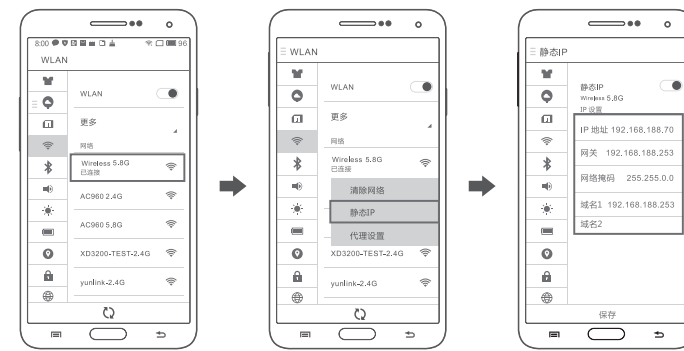 8:00
96
WLAN
WLAN
更多
网络
Wireless 5.8G
已连接
AC960 2.4G
AC960 5.8G
XD3200-TEST-2.4G
yunlink-2.4G
WLAN
WLAN
更多
网络
Wireless 5.8G
已连接
清除网络
静态IP
代理设置
XD3200-TEST-2.4G
yunlink-2.4G
静态IP
静态IP
Wireless 5.8G
IP 设置
IP 地址 192.168.188.70
网关 192.168.188.253
网络掩码 255.255.0.0
域名1 192.168.188.253
域名2
保存